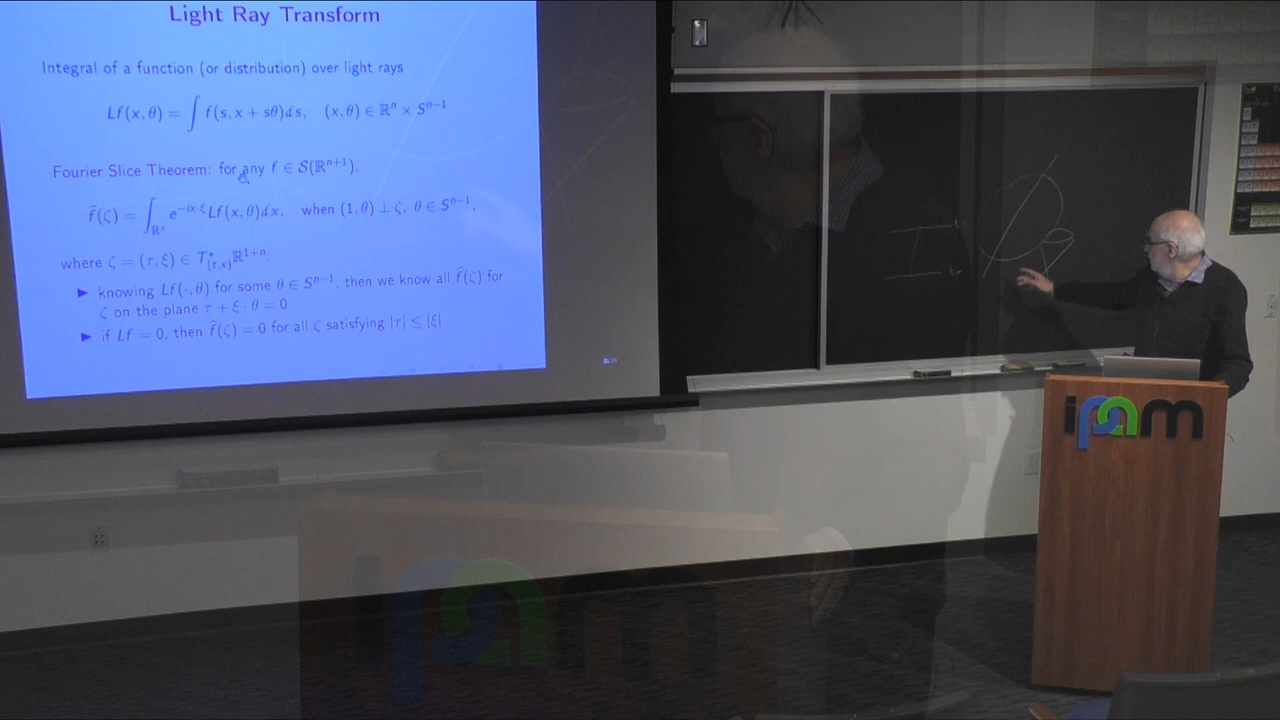 Light Ray Transform
Integral of a function (or distribution) over light rays
Lf(x, θ) = ∫ f(s, x + sθ)ds, (x, θ) ∈ ℝⁿ × Sⁿ⁻¹
Fourier Slice Theorem: for any f ∈ 𝒮(ℝⁿ⁺¹),
f̂(ζ) = ∫_ℝⁿ e^{-ix·ξ} Lf(x, θ)dx, when (1, θ) ⊥ ζ, θ ∈ Sⁿ⁻¹,
where ζ = (τ, ξ) ∈ T*₍t,x₎ℝ¹⁺ⁿ.
► knowing Lf(·, θ) for some θ ∈ Sⁿ⁻¹, then we know all f̂(ζ) for
ζ on the plane τ + ξ · θ = 0
► if Lf = 0, then f̂(ζ) = 0 for all ζ satisfying |τ| ≤ |ξ|
ipam